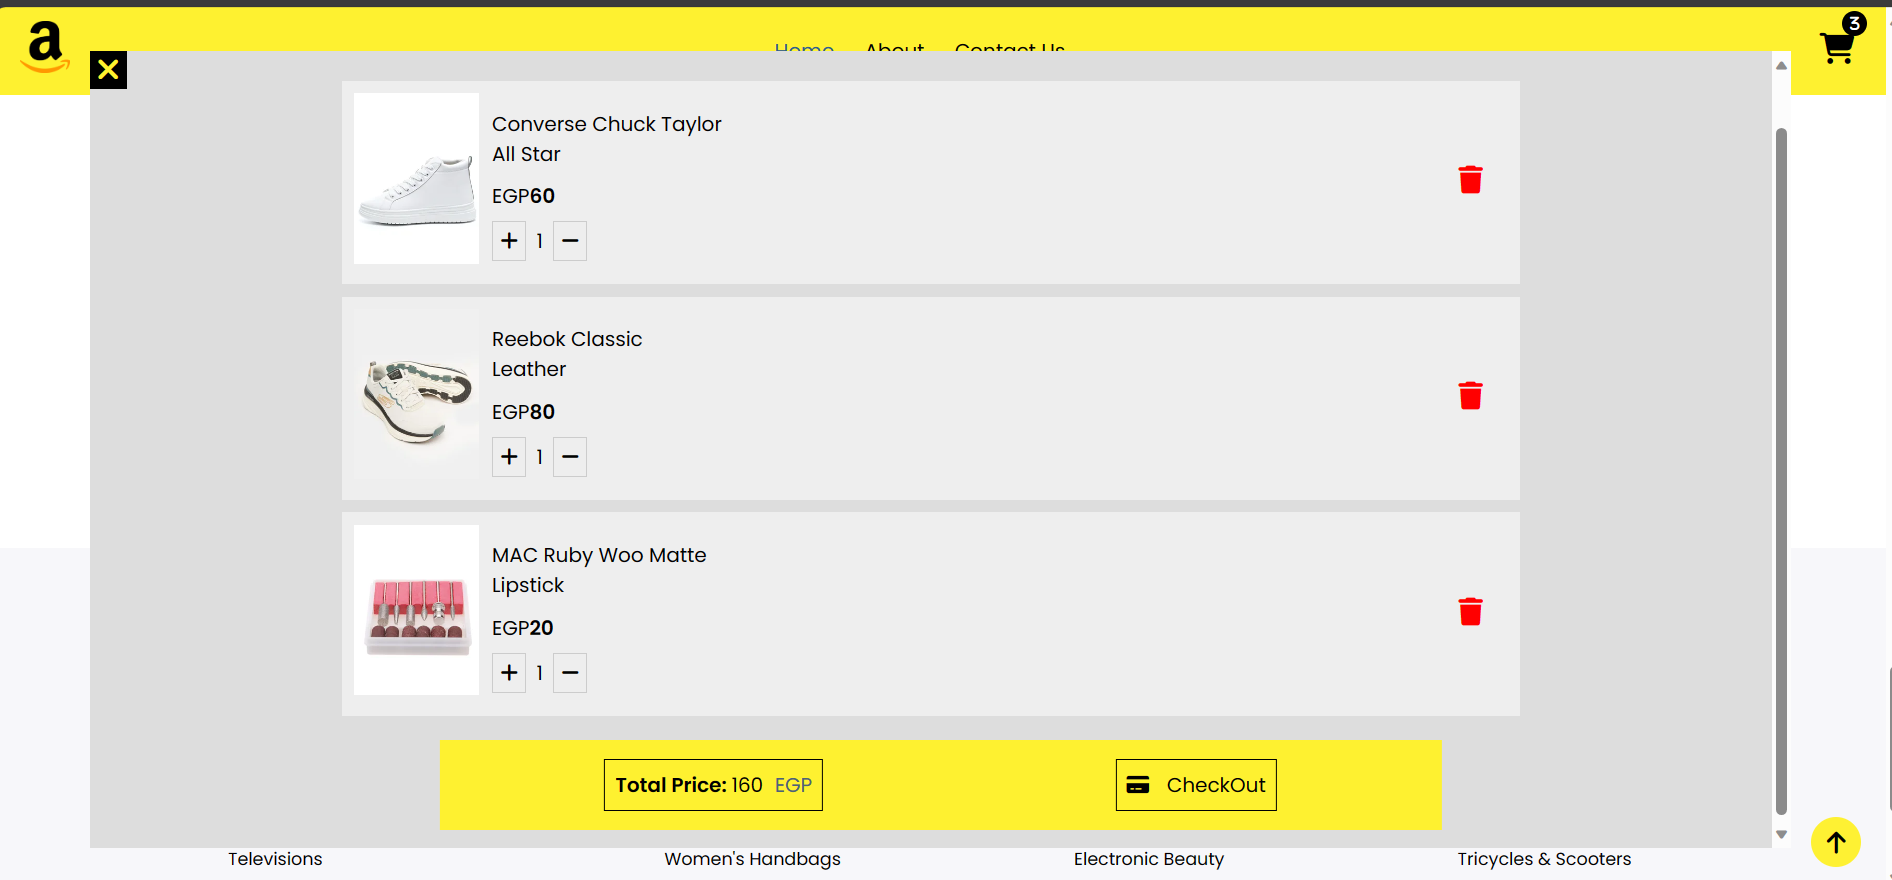 a
Home About Contact Us
3
Converse Chuck Taylor
All Star
EGP60
+ 1 −
Reebok Classic
Leather
EGP80
+ 1 −
MAC Ruby Woo Matte
Lipstick
EGP20
+ 1 −
Total Price: 160 EGP
CheckOut
Televisions
Women's Handbags
Electronic Beauty
Tricycles & Scooters